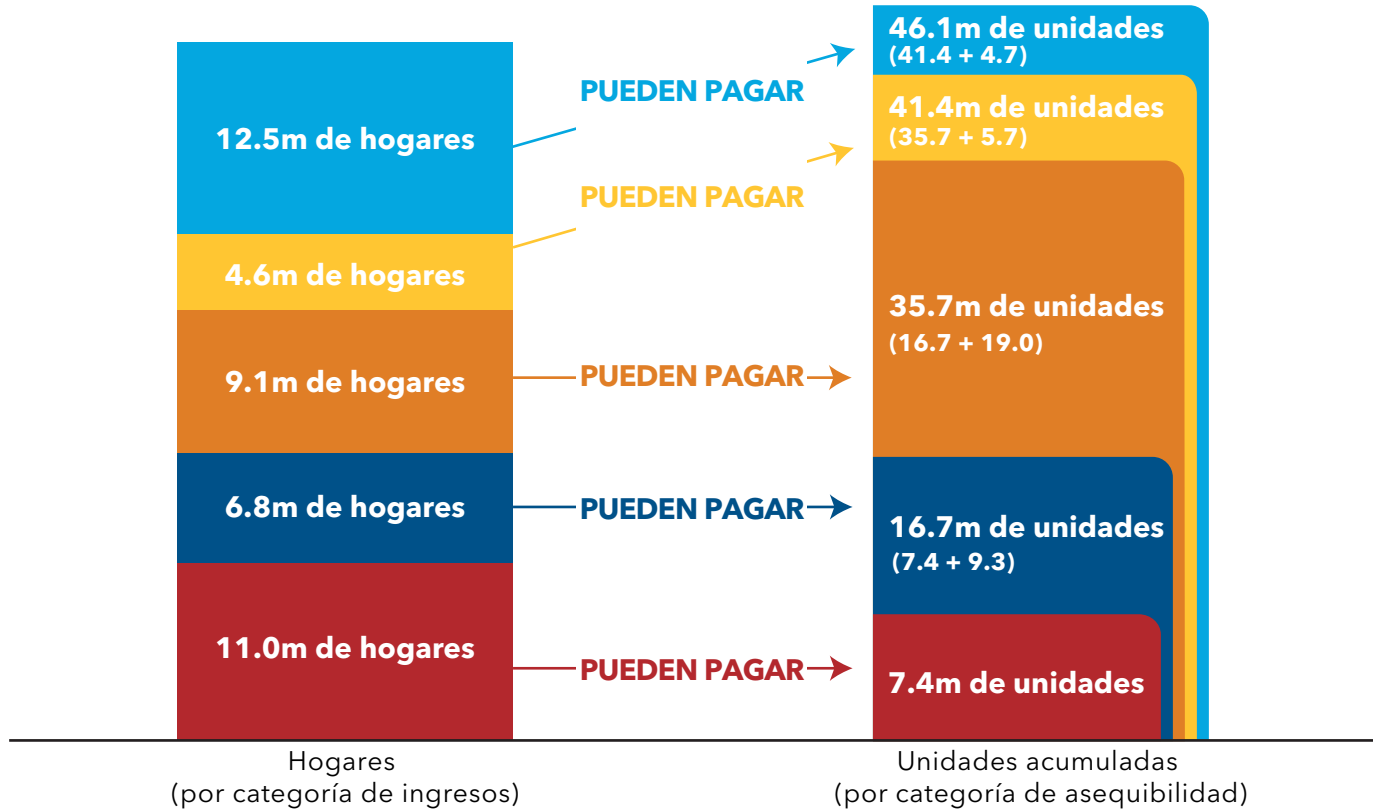 12.5m de hogares
4.6m de hogares
9.1m de hogares
6.8m de hogares
11.0m de hogares
PUEDEN PAGAR
PUEDEN PAGAR
PUEDEN PAGAR
PUEDEN PAGAR
PUEDEN PAGAR
46.1m de unidades
(41.4 + 4.7)
41.4m de unidades
(35.7 + 5.7)
35.7m de unidades
(16.7 + 19.0)
16.7m de unidades
(7.4 + 9.3)
7.4m de unidades
Hogares
(por categoría de ingresos)
Unidades acumuladas
(por categoría de asequibilidad)